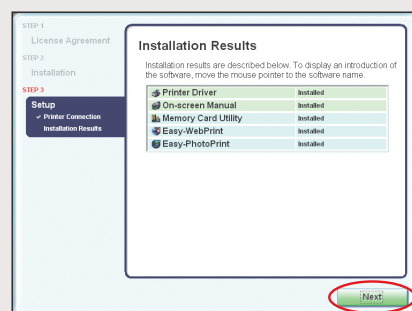 STEP 1
License Agreement
STEP 2
Installation
STEP 3
Setup
✓ Printer Connection
Installation Results
Installation Results
Installation results are described below. To display an introduction of
the software, move the mouse pointer to the software name.
Printer Driver Installed
On-screen Manual Installed
Memory Card Utility Installed
Easy-WebPrint Installed
Easy-PhotoPrint Installed
Next